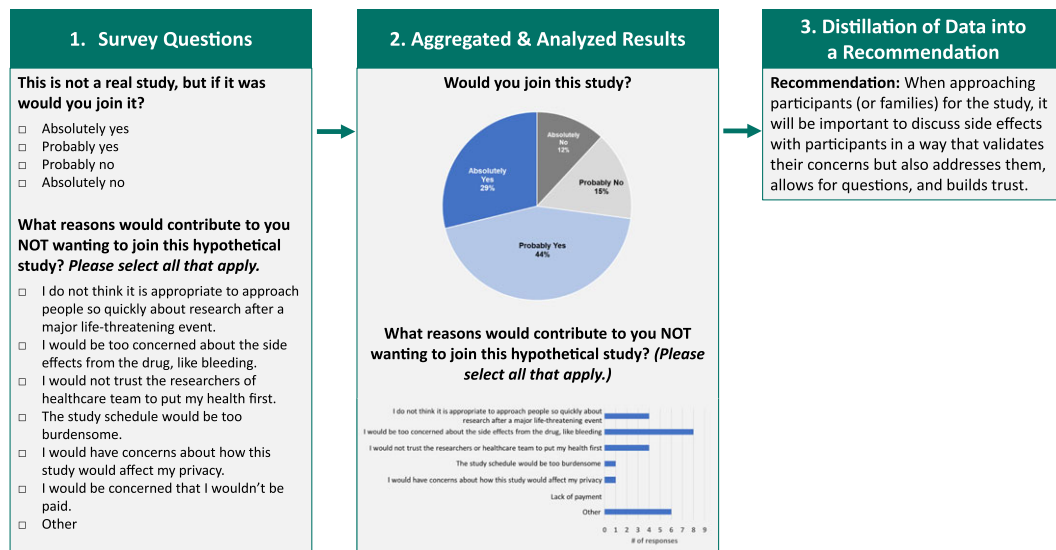 1. Survey Questions
This is not a real study, but if it was
would you join it?
□ Absolutely yes
□ Probably yes
□ Probably no
□ Absolutely no
What reasons would contribute to you
NOT wanting to join this hypothetical
study? Please select all that apply.
□ I do not think it is appropriate to approach
people so quickly about research after a
major life-threatening event.
□ I would be too concerned about the side
effects from the drug, like bleeding.
□ I would not trust the researchers of
healthcare team to put my health first.
□ The study schedule would be too
burdensome.
□ I would have concerns about how this
study would affect my privacy.
□ I would be concerned that I wouldn't be
paid.
□ Other
2. Aggregated & Analyzed Results
Would you join this study?
Absolutely
No
12%
Probably No
15%
Absolutely
Yes
29%
Probably Yes
44%
What reasons would contribute to you NOT
wanting to join this hypothetical study? (Please
select all that apply.)
I do not think it is appropriate to approach people so quickly about
research after a major life-threatening event
I would be too concerned about the side effects from the drug, like bleeding
I would not trust the researchers or healthcare team to put my health first
The study schedule would be too burdensome
I would have concerns about how this study would affect my privacy
Lack of payment
Other
0 1 2 3 4 5 6 7 8 9
# of responses
3. Distillation of Data into
a Recommendation
Recommendation: When approaching
participants (or families) for the study, it
will be important to discuss side effects
with participants in a way that validates
their concerns but also addresses them,
allows for questions, and builds trust.